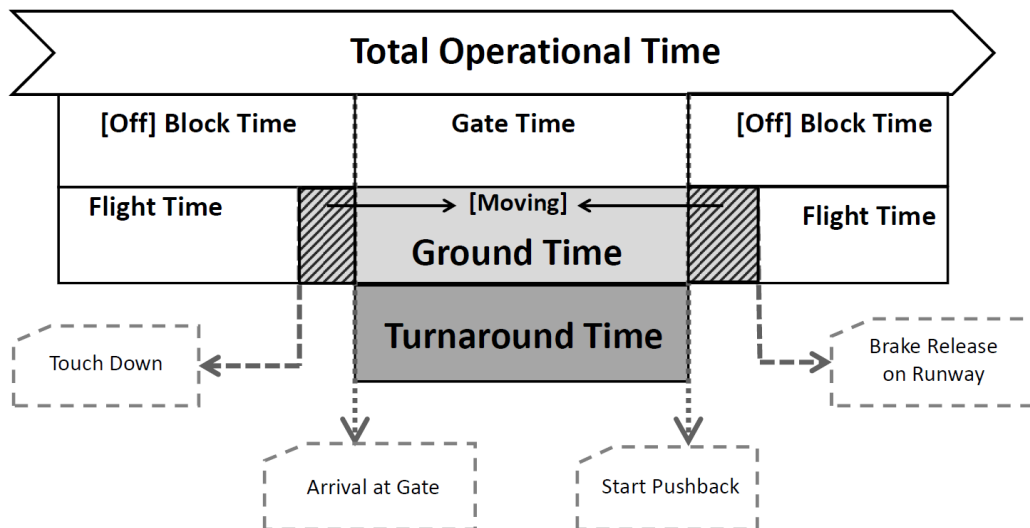 Total Operational Time
[Off] Block Time
Gate Time
[Off] Block Time
Flight Time
[Moving]
Flight Time
Ground Time
Turnaround Time
Touch Down
Brake Release
on Runway
Arrival at Gate
Start Pushback